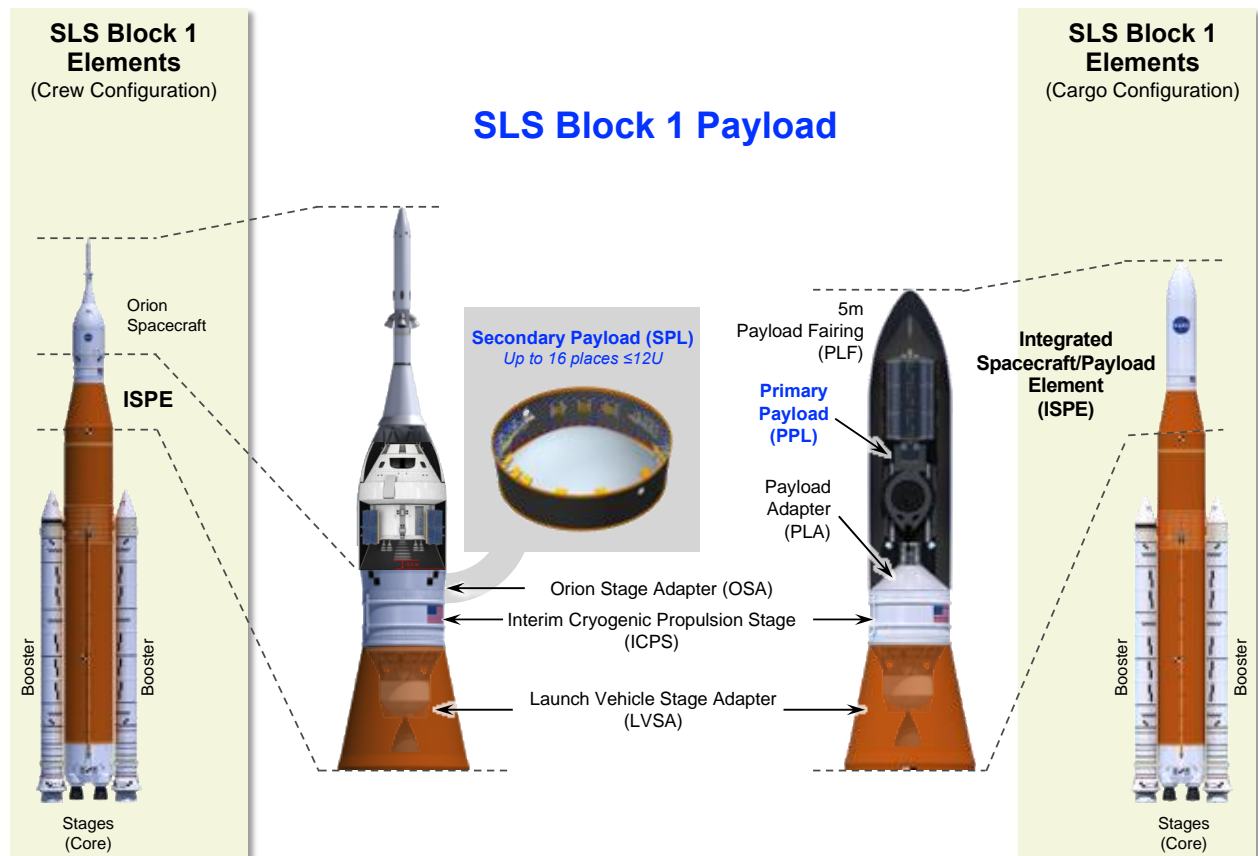 SLS Block 1
Elements
(Crew Configuration)
SLS Block 1 Payload
SLS Block 1
Elements
(Cargo Configuration)
Orion
Spacecraft
ISPE
Booster
Booster
Stages
(Core)
Secondary Payload (SPL)
Up to 16 places ≤12U
5m
Payload Fairing
(PLF)
Primary
Payload
(PPL)
Payload
Adapter
(PLA)
Orion Stage Adapter (OSA)
Interim Cryogenic Propulsion Stage
(ICPS)
Launch Vehicle Stage Adapter
(LVSA)
Integrated
Spacecraft/Payload
Element
(ISPE)
Booster
Booster
Stages
(Core)